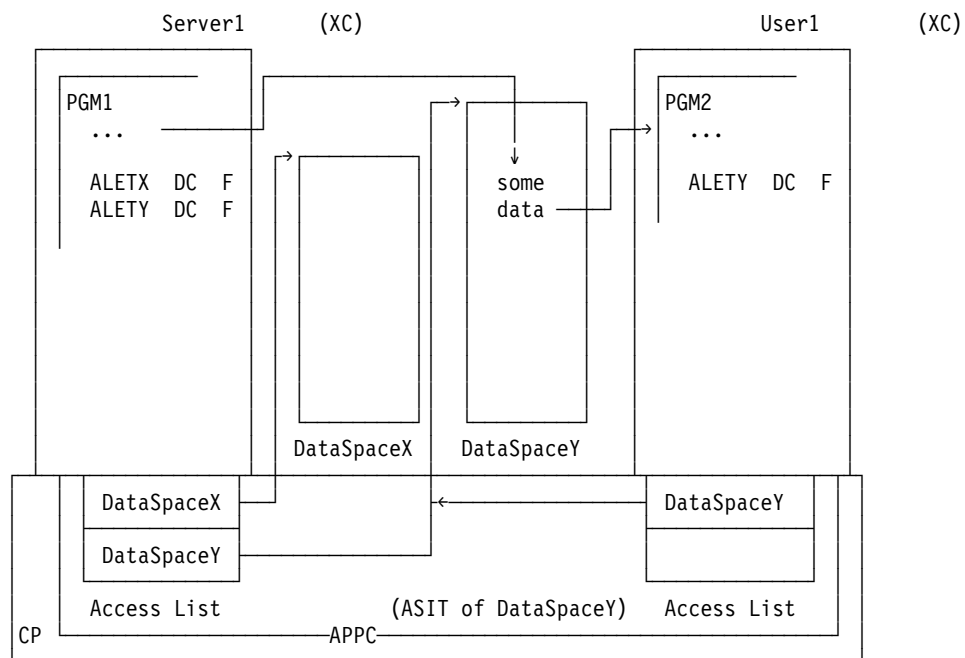 Server1 (XC) User1 (XC)
PGM1 PGM2
... ...
ALETX DC F some ALETY DC F
ALETY DC F data
DataSpaceX DataSpaceY
DataSpaceX DataSpaceY
DataSpaceY
Access List (ASIT of DataSpaceY) Access List
CP APPC